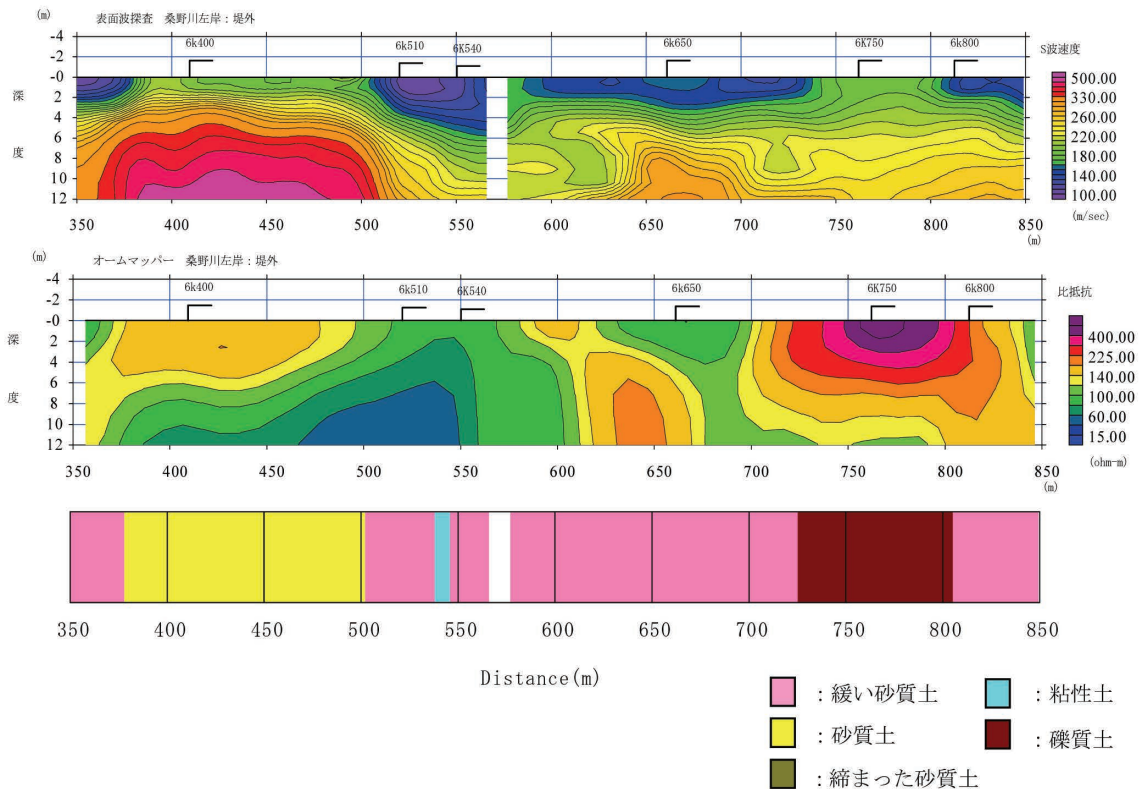 (m)
表面波探査 桑野川左岸：堤外
-4
-2
-0
2
4
6
8
10
12
深
度
6k400
6k510
6K540
6k650
6K750
6k800
S波速度
500.00
330.00
260.00
220.00
180.00
140.00
100.00
(m/sec)
350 400 450 500 550 600 650 700 750 800 850
(m)
(m)
オームマッパー 桑野川左岸：堤外
-4
-2
-0
2
4
6
8
10
12
深
度
6k400
6k510
6K540
6k650
6K750
6k800
比抵抗
400.00
225.00
140.00
100.00
60.00
15.00
(ohm-m)
350 400 450 500 550 600 650 700 750 800 850
(m)
350 400 450 500 550 600 650 700 750 800 850
Distance(m)
：緩い砂質土
：粘性土
：砂質土
：礫質土
：締まった砂質土